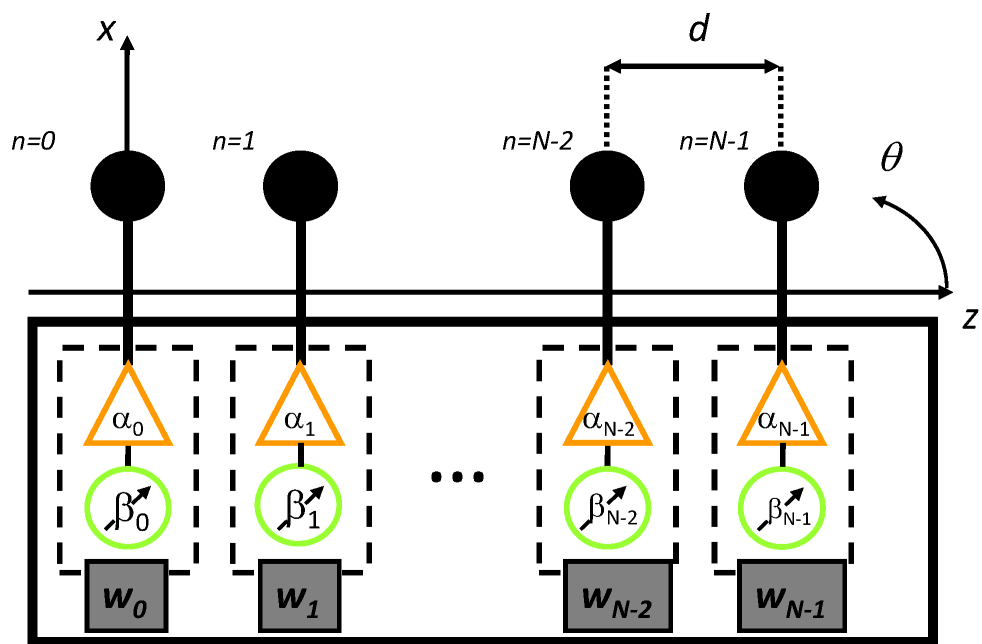 x
d
n=0
n=1
n=N-2
n=N-1
θ
z
α0
α1
αN-2
αN-1
β0
β1
...
βN-2
βN-1
w0
w1
wN-2
wN-1